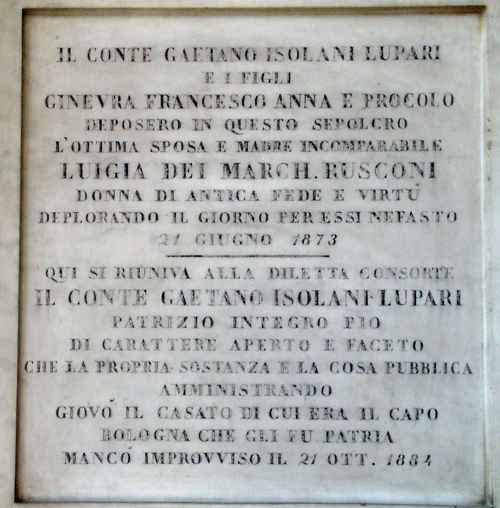 IL CONTE GAETANO ISOLANI LUPARI
E I FIGLI
GINEVRA FRANCESCO ANNA E PROCOLO
DEPOSERO IN QUESTO SEPOLCRO
L'OTTIMA SPOSA E MADRE INCOMPARABILE
LUIGIA DEI MARCH. RUSCONI
DONNA DI ANTICA FEDE E VIRTÙ
DEPLORANDO IL GIORNO PER ESSI NEFASTO
21 GIUGNO 1873
QUI SI RIUNIVA ALLA DILETTA CONSORTE
IL CONTE GAETANO ISOLANI-LUPARI
PATRIZIO INTEGRO PIO
DI CARATTERE APERTO E FACETO
CHE LA PROPRIA SOSTANZA E LA COSA PUBBLICA
AMMINISTRANDO
GIOVÒ IL CASATO DI CUI ERA IL CAPO
BOLOGNA CHE GLI FU PATRIA
MANCÒ IMPROVVISO IL 21 OTT. 1884